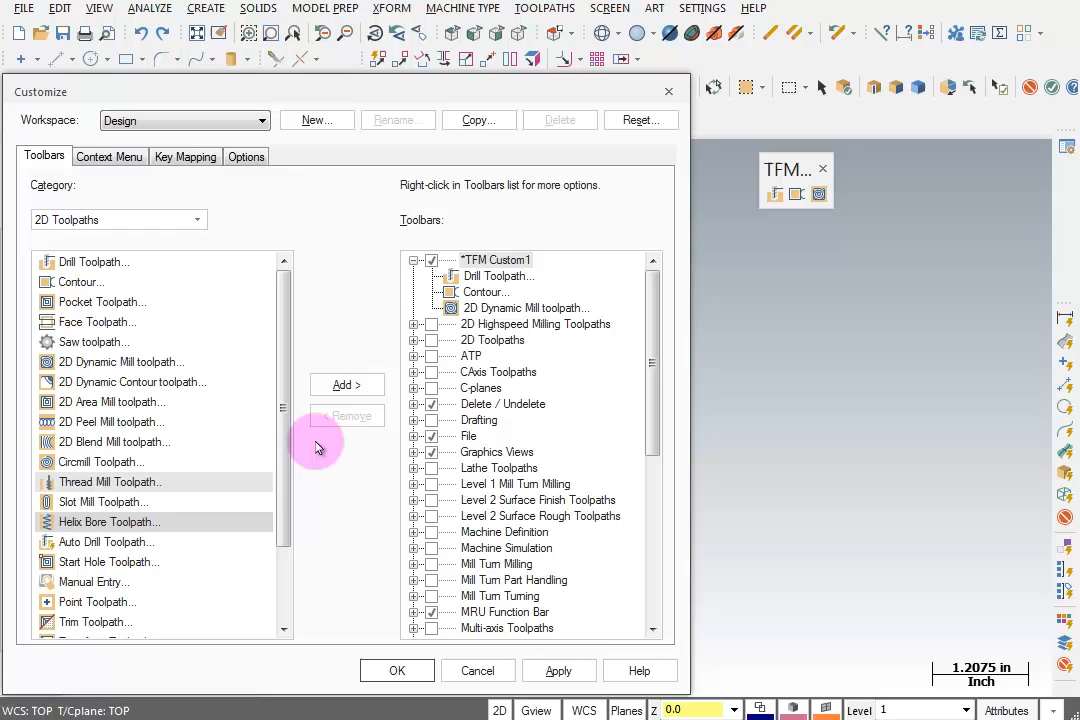 FILE EDIT VIEW ANALYZE CREATE SOLIDS MODEL PREP XFORM MACHINE TYPE TOOLPATHS SCREEN ART SETTINGS HELP
Customize
Workspace: Design New... Rename... Copy... Delete Reset...
Toolbars Context Menu Key Mapping Options
Category:
2D Toolpaths
Drill Toolpath...
Contour...
Pocket Toolpath...
Face Toolpath...
Saw toolpath...
2D Dynamic Mill toolpath...
2D Dynamic Contour toolpath...
2D Area Mill toolpath...
2D Peel Mill toolpath...
2D Blend Mill toolpath...
Circmill Toolpath...
Thread Mill Toolpath..
Slot Mill Toolpath...
Helix Bore Toolpath...
Auto Drill Toolpath...
Start Hole Toolpath...
Manual Entry...
Point Toolpath...
Trim Toolpath...
Add >
< Remove
Right-click in Toolbars list for more options.
Toolbars:
*TFM Custom1
Drill Toolpath...
Contour...
2D Dynamic Mill toolpath...
2D Highspeed Milling Toolpaths
2D Toolpaths
ATP
CAxis Toolpaths
C-planes
Delete / Undelete
Drafting
File
Graphics Views
Lathe Toolpaths
Level 1 Mill Turn Milling
Level 2 Surface Finish Toolpaths
Level 2 Surface Rough Toolpaths
Machine Definition
Machine Simulation
Mill Turn Milling
Mill Turn Part Handling
Mill Turn Turning
MRU Function Bar
Multi-axis Toolpaths
OK Cancel Apply Help
TFM...
1.2075 in
Inch
WCS: TOP T/Cplane: TOP
2D Gview WCS Planes Z 0.0 Level 1 Attributes